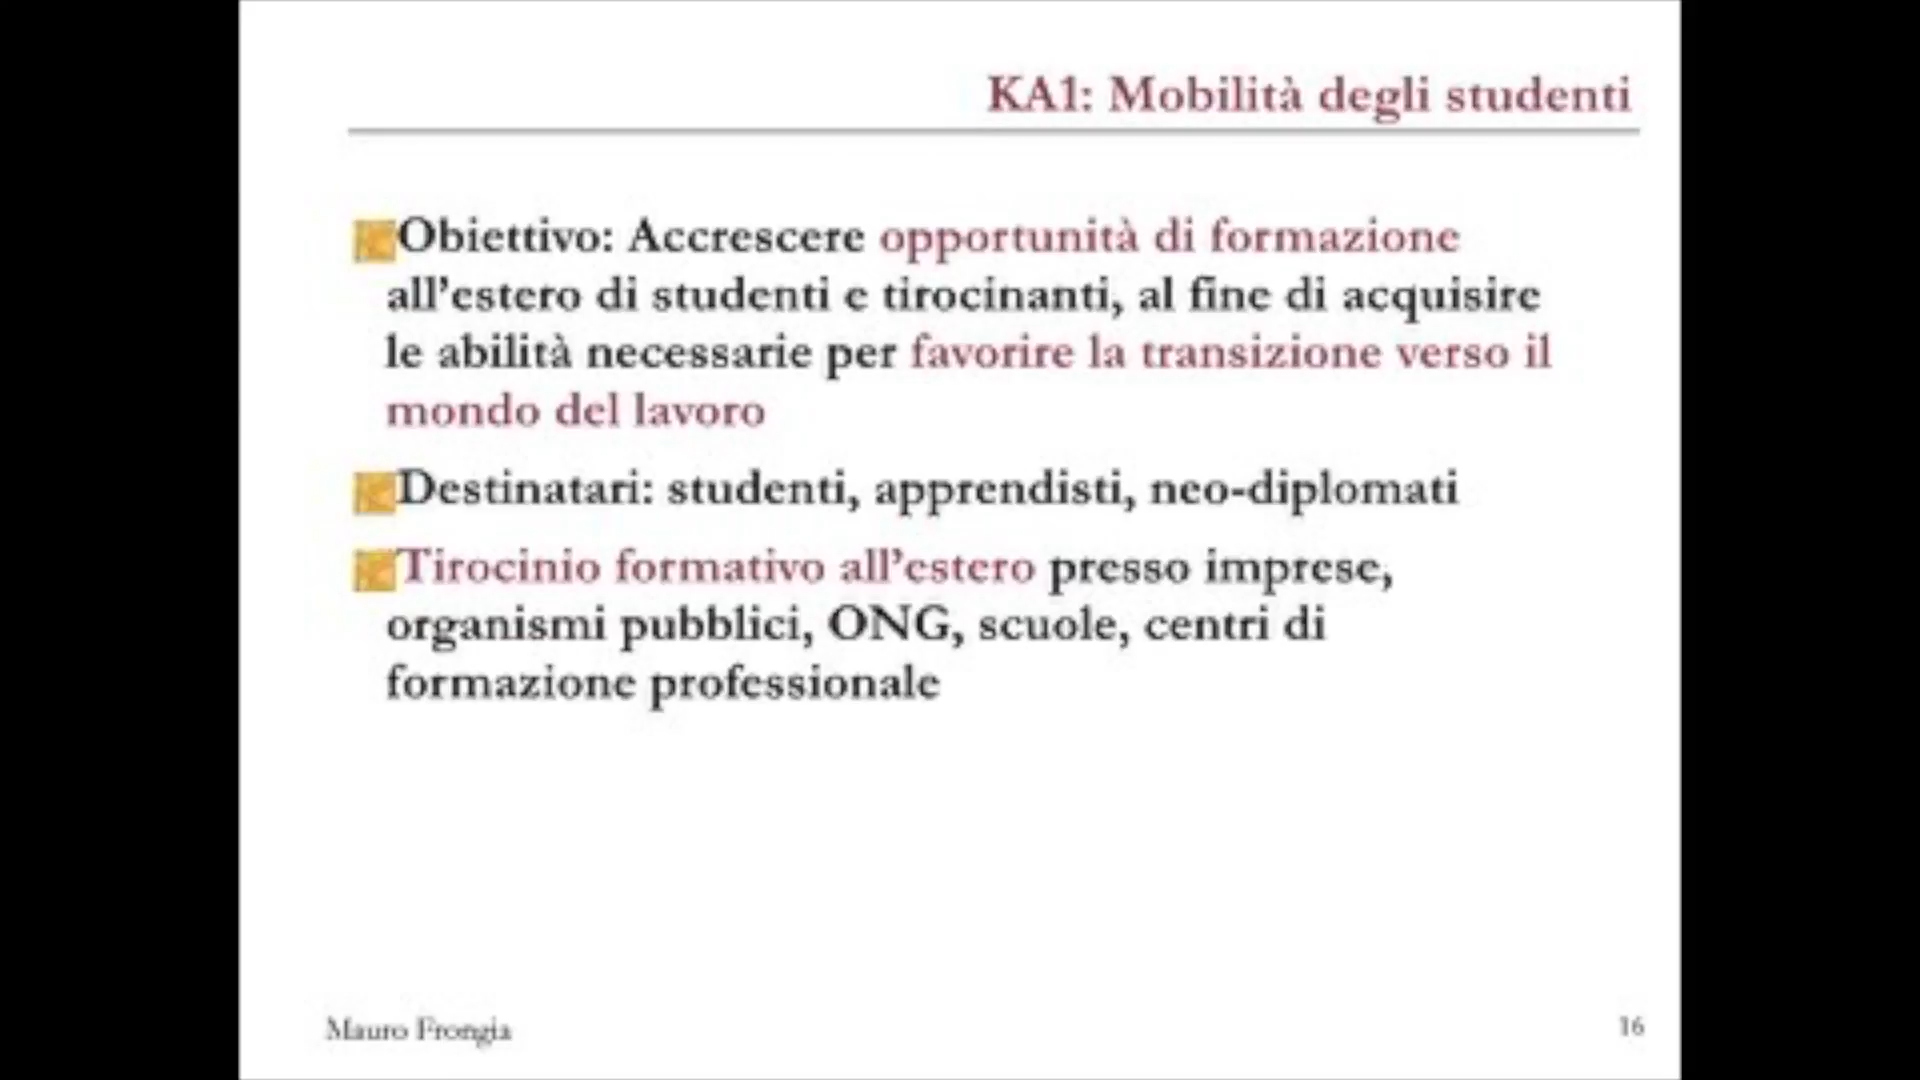 KA1: Mobilità degli studenti
Obiettivo: Accrescere opportunità di formazione
all’estero di studenti e tirocinanti, al fine di acquisire
le abilità necessarie per favorire la transizione verso il
mondo del lavoro
Destinatari: studenti, apprendisti, neo-diplomati
Tirocinio formativo all’estero presso imprese,
organismi pubblici, ONG, scuole, centri di
formazione professionale
Mauro Frongia
16